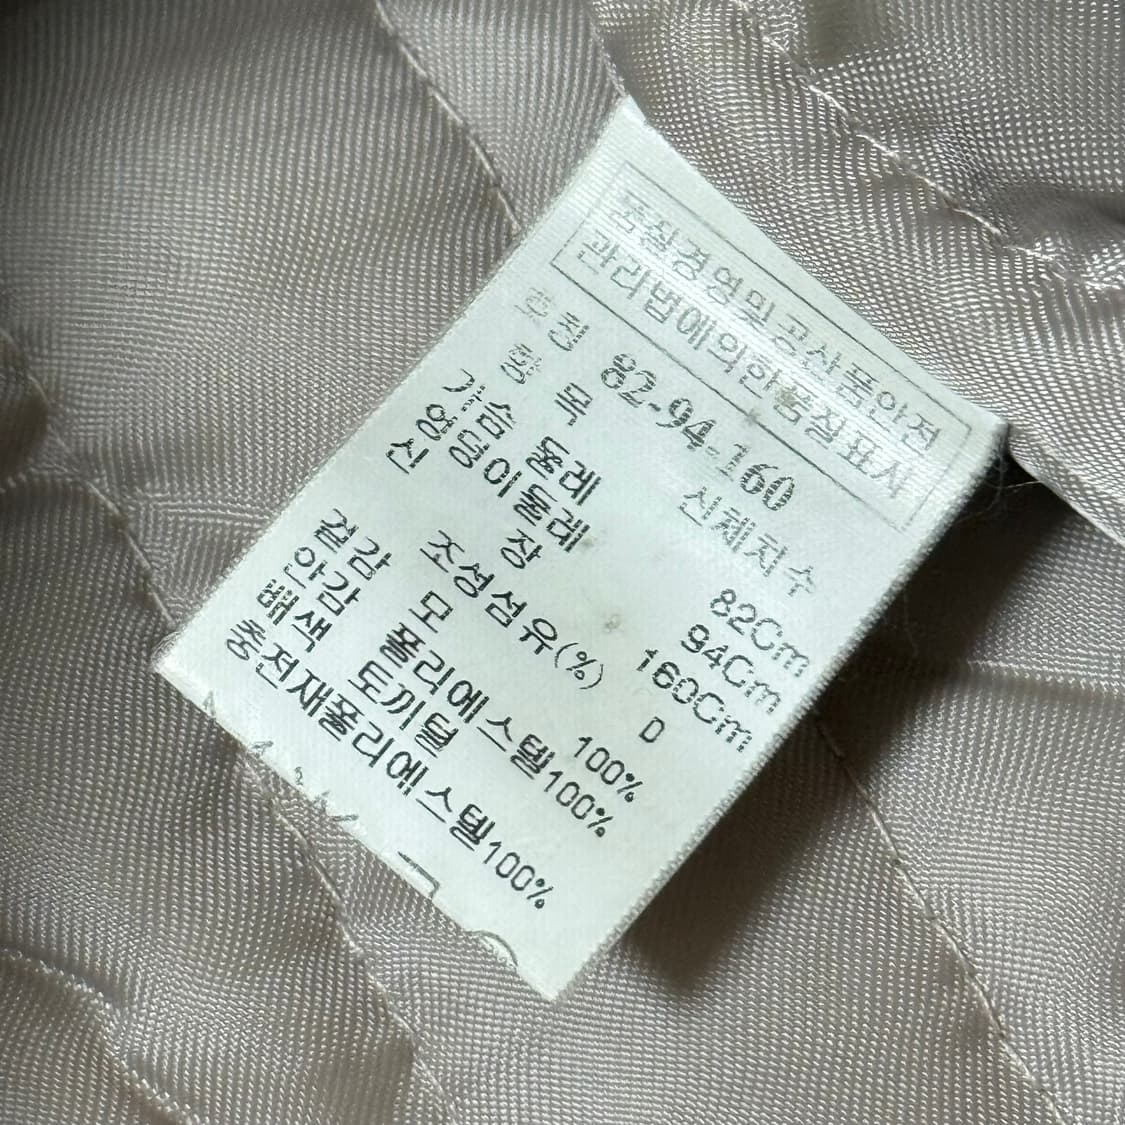 품질경영및공산품안전
관리법에의한품질표시
호칭 82-94-160
항 목 신체치수
가슴 둘레 82Cm
엉덩이둘레 94Cm
신 장 160Cm
조성섬유(%) D
겉감 모 100%
안감 폴리에스텔100%
배색 토끼털
충전재폴리에스텔100%